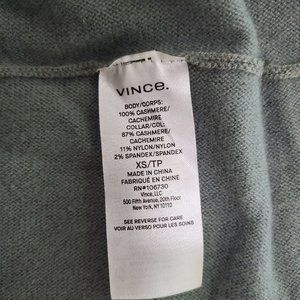 VINCE.
BODY/CORPS:
100% CASHMERE/
CACHEMIRE
COLLAR/COL:
87% CASHMERE/
CACHEMIRE
11% NYLON/NYLON
2% SPANDEX/SPANDEX
XS/TP
MADE IN CHINA
FABRIQUÉ EN CHINE
RN#106730
Vince, LLC
500 Fifth Avenue, 20th Floor
New York, NY 10110
SEE REVERSE FOR CARE
VOIR AU VERSO POUR LES SOINS